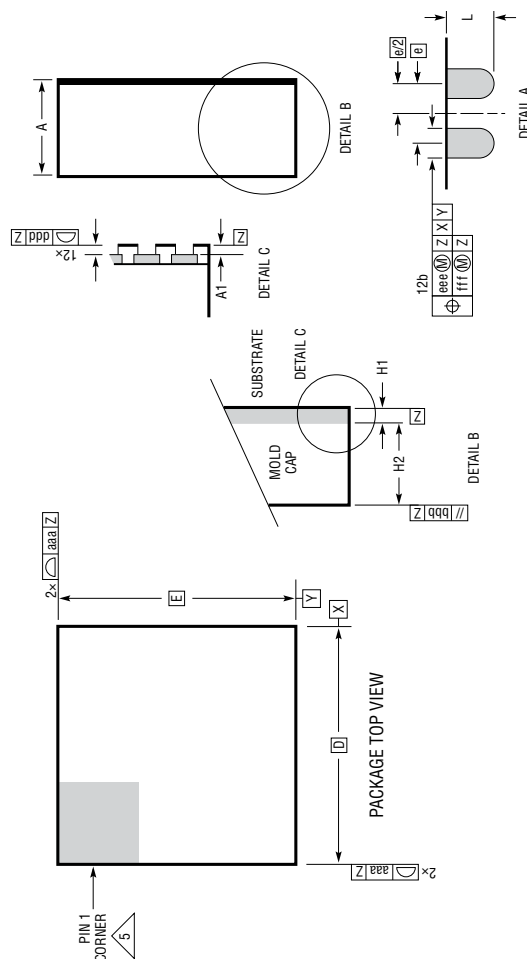 2× ⌓ aaa Z
E
Y
X
D
PACKAGE TOP VIEW
2× ⌓ aaa Z
PIN 1
CORNER
5
MOLD
CAP
SUBSTRATE
DETAIL C
H1
Z
H2
// bbb Z
DETAIL B
12×
⌓ ddd Z
Z
A1
DETAIL C
A
DETAIL B
12b
⌖ eee Ⓜ Z X Y
fff Ⓜ Z
e/2
e
L
DETAIL A